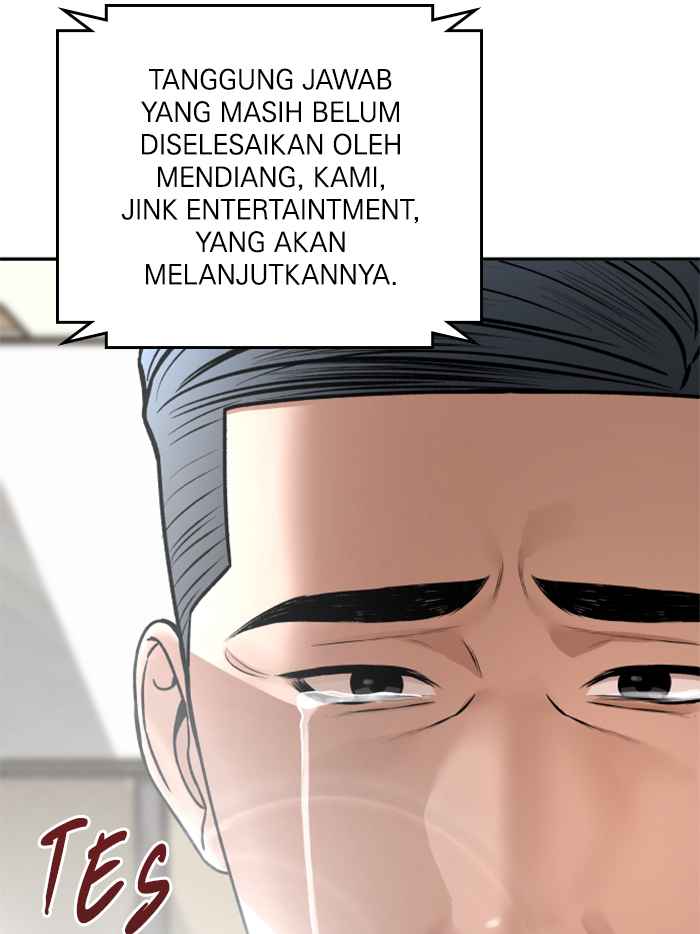 TANGGUNG JAWAB
YANG MASIH BELUM
DISELESAIKAN OLEH
MENDIANG, KAMI,
JINK ENTERTAINTMENT,
YANG AKAN
MELANJUTKANNYA.
TES